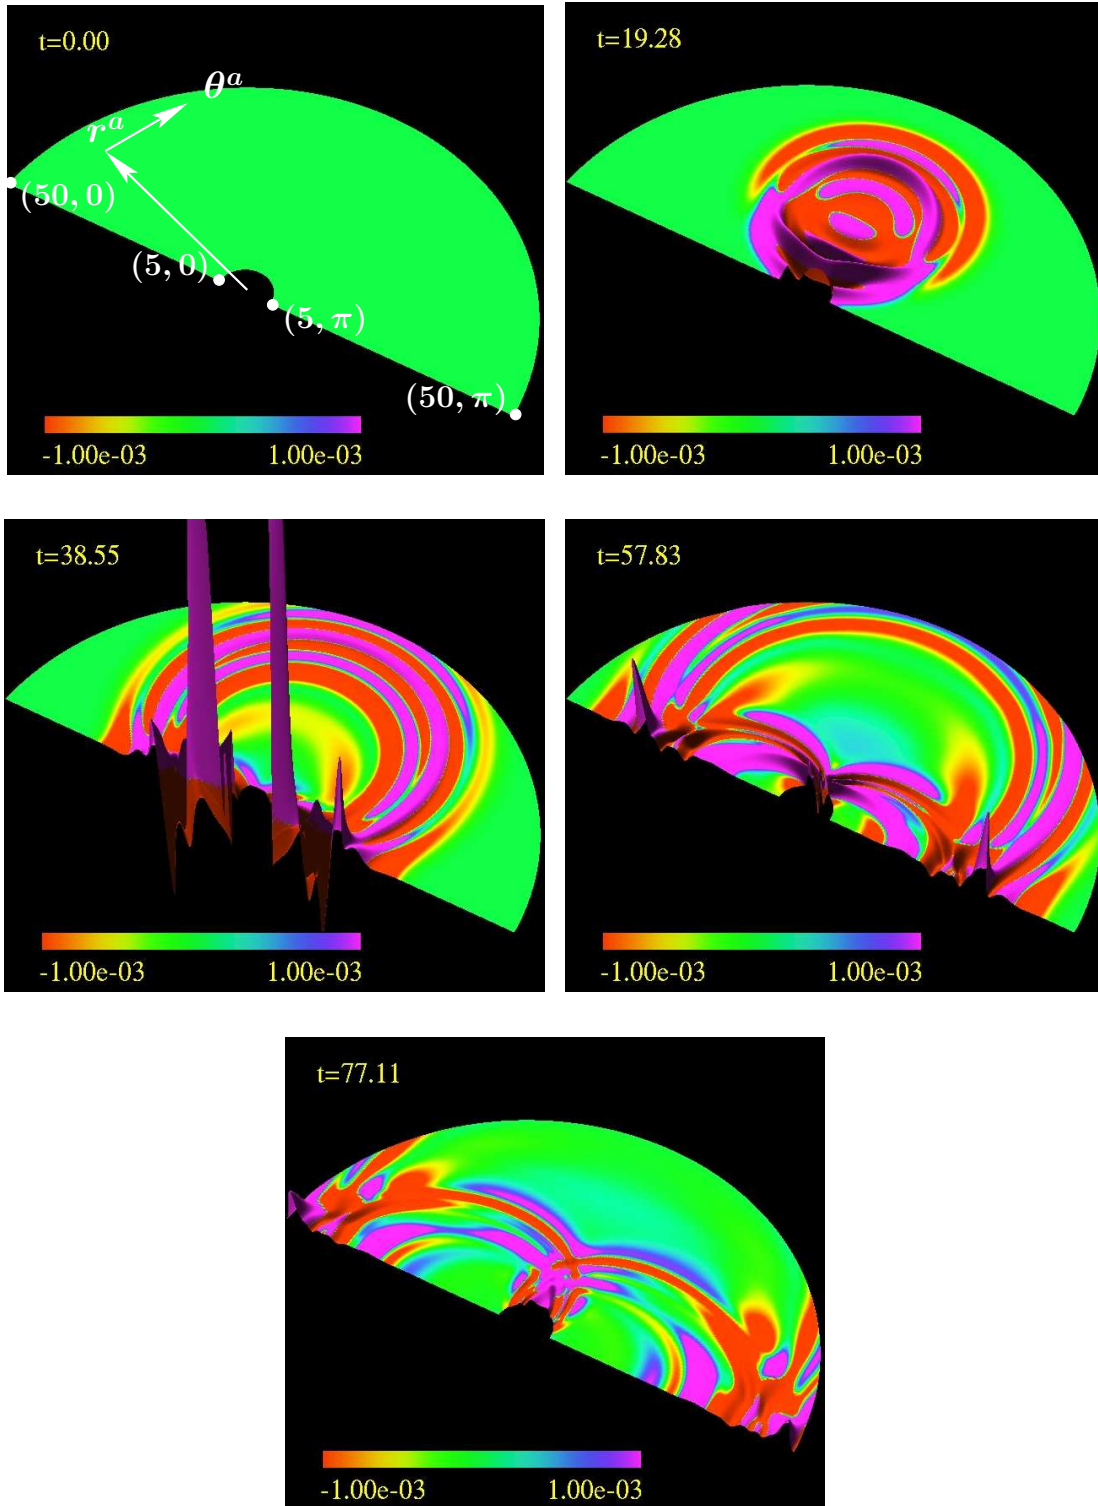 t=0.00
θ^a
r^a
(50, 0)
(5, 0)
(5, π)
(50, π)
-1.00e-03 1.00e-03
t=19.28
-1.00e-03 1.00e-03
t=38.55
-1.00e-03 1.00e-03
t=57.83
-1.00e-03 1.00e-03
t=77.11
-1.00e-03 1.00e-03